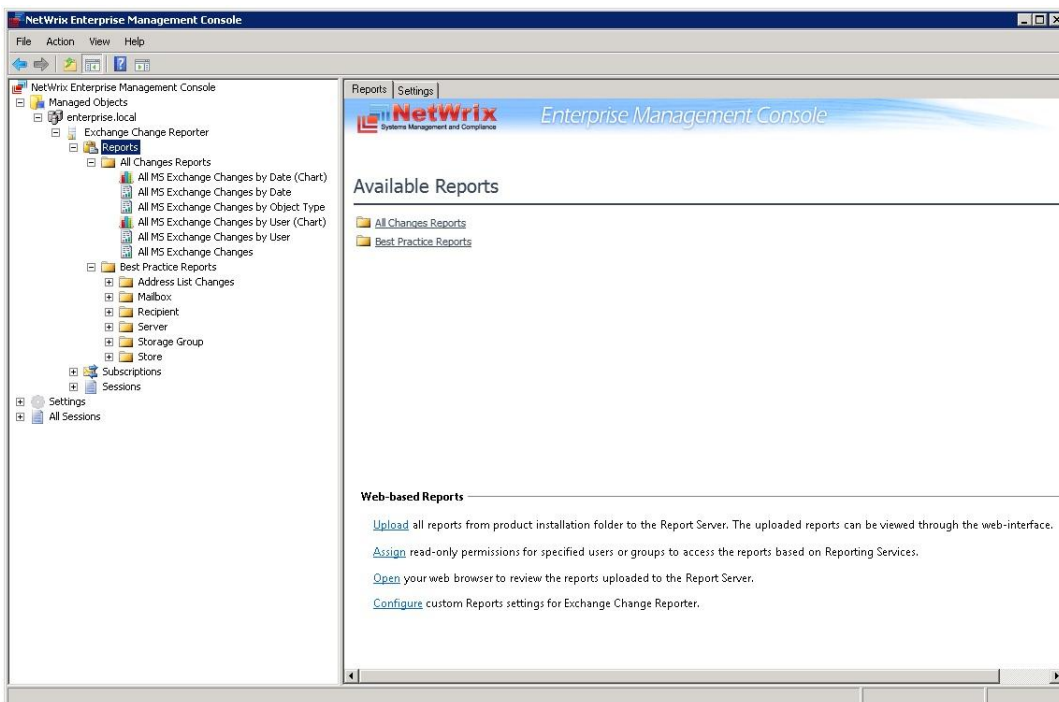 NetWrix Enterprise Management Console
File Action View Help
NetWrix Enterprise Management Console
Managed Objects
enterprise.local
Exchange Change Reporter
Reports
All Changes Reports
All MS Exchange Changes by Date (Chart)
All MS Exchange Changes by Date
All MS Exchange Changes by Object Type
All MS Exchange Changes by User (Chart)
All MS Exchange Changes by User
All MS Exchange Changes
Best Practice Reports
Address List Changes
Mailbox
Recipient
Server
Storage Group
Store
Subscriptions
Sessions
Settings
All Sessions
Reports Settings
NetWrix
Systems Management and Compliance
Enterprise Management Console
Available Reports
All Changes Reports
Best Practice Reports
Web-based Reports
Upload all reports from product installation folder to the Report Server. The uploaded reports can be viewed through the web-interface.
Assign read-only permissions for specified users or groups to access the reports based on Reporting Services.
Open your web browser to review the reports uploaded to the Report Server.
Configure custom Reports settings for Exchange Change Reporter.